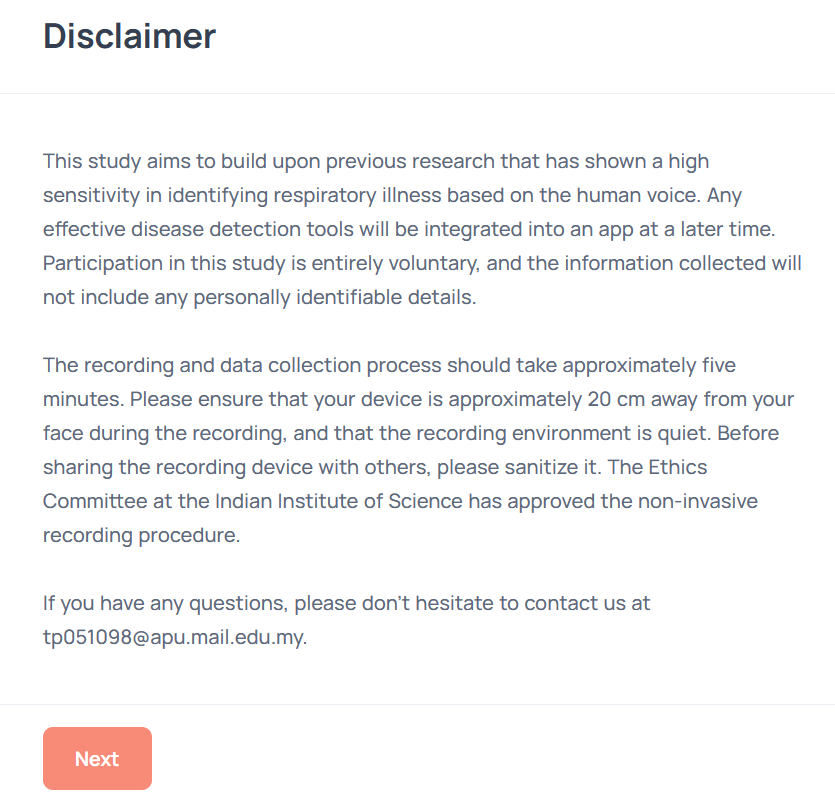 Disclaimer
This study aims to build upon previous research that has shown a high
sensitivity in identifying respiratory illness based on the human voice. Any
effective disease detection tools will be integrated into an app at a later time.
Participation in this study is entirely voluntary, and the information collected will
not include any personally identifiable details.
The recording and data collection process should take approximately five
minutes. Please ensure that your device is approximately 20 cm away from your
face during the recording, and that the recording environment is quiet. Before
sharing the recording device with others, please sanitize it. The Ethics
Committee at the Indian Institute of Science has approved the non-invasive
recording procedure.
If you have any questions, please don't hesitate to contact us at
tp051098@apu.mail.edu.my.
Next